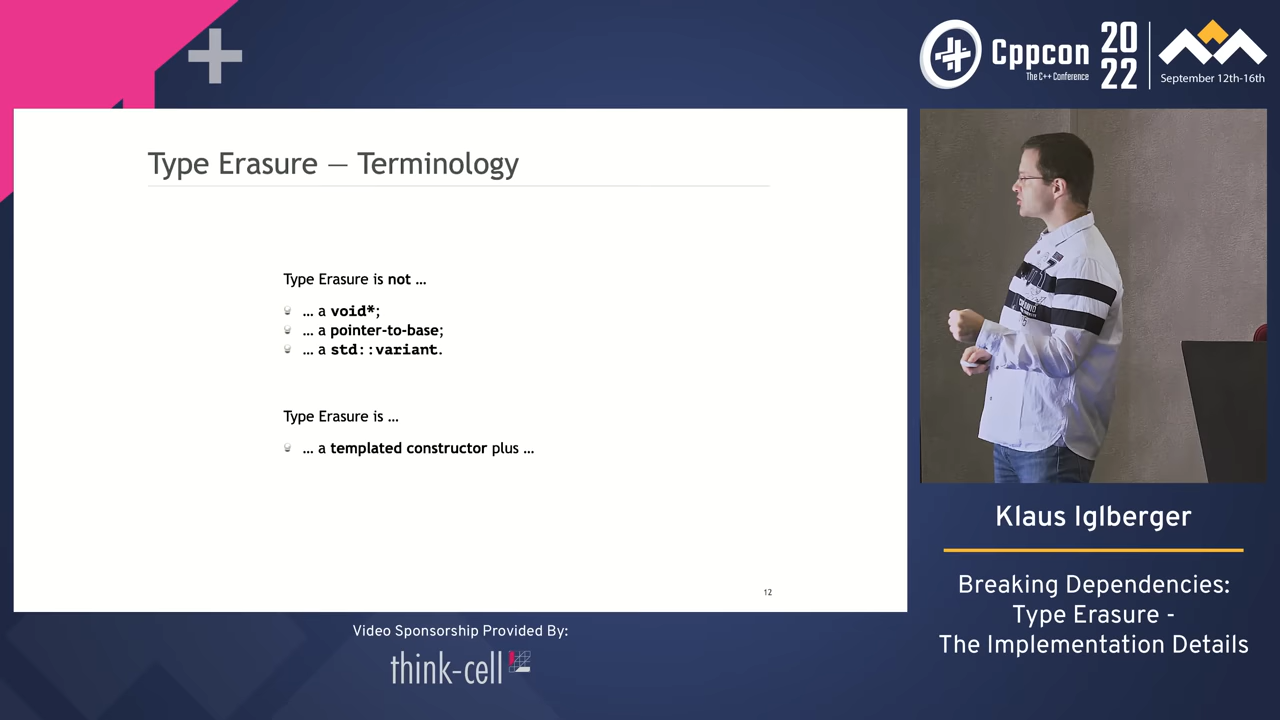 Cppcon
The C++ Conference
20
22
September 12th-16th
Type Erasure — Terminology
Type Erasure is not …
… a void*;
… a pointer-to-base;
… a std::variant.
Type Erasure is …
… a templated constructor plus …
12
Klaus Iglberger
Breaking Dependencies:
Type Erasure -
The Implementation Details
Video Sponsorship Provided By:
think-cell